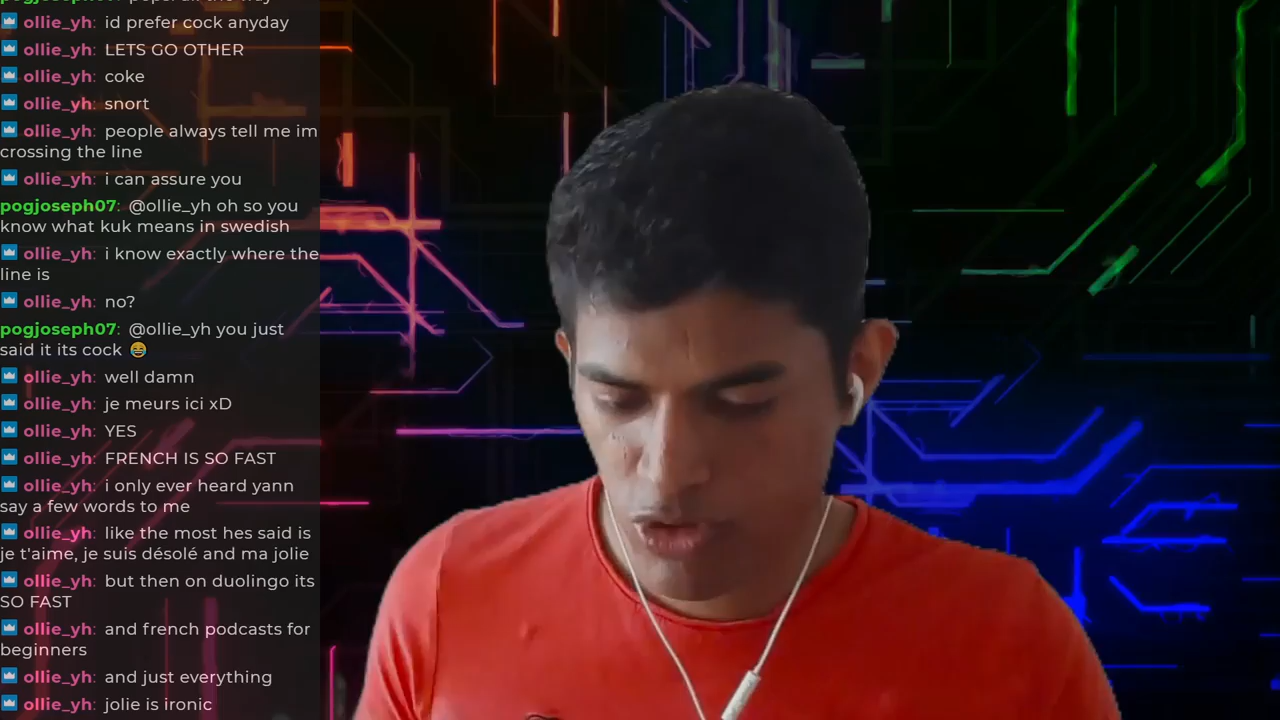 ollie_yh: id prefer cock anyday
ollie_yh: LETS GO OTHER
ollie_yh: coke
ollie_yh: snort
ollie_yh: people always tell me im
crossing the line
ollie_yh: i can assure you
pogjoseph07: @ollie_yh oh so you
know what kuk means in swedish
ollie_yh: i know exactly where the
line is
ollie_yh: no?
pogjoseph07: @ollie_yh you just
said it its cock 😂
ollie_yh: well damn
ollie_yh: je meurs ici xD
ollie_yh: YES
ollie_yh: FRENCH IS SO FAST
ollie_yh: i only ever heard yann
say a few words to me
ollie_yh: like the most hes said is
je t'aime, je suis désolé and ma jolie
ollie_yh: but then on duolingo its
SO FAST
ollie_yh: and french podcasts for
beginners
ollie_yh: and just everything
ollie_yh: jolie is ironic